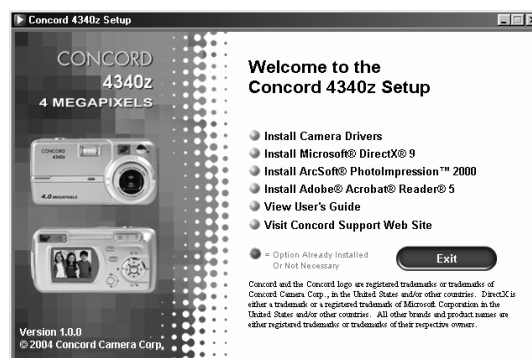 Concord 4340z Setup
CONCORD
4340z
4 MEGAPIXELS
CONCORD
4340z
4.0 MEGAPIXELS
Version 1.0.0
© 2004 Concord Camera Corp.
Welcome to the
Concord 4340z Setup
Install Camera Drivers
Install Microsoft® DirectX® 9
Install ArcSoft® PhotoImpression™ 2000
Install Adobe® Acrobat® Reader® 5
View User's Guide
Visit Concord Support Web Site
= Option Already Installed
Or Not Necessary
Exit
Concord and the Concord logo are registered trademarks or trademarks of
Concord Camera Corp., in the United States and/or other countries. DirectX is
either a trademark or a registered trademark of Microsoft Corporation in the
United States and/or other countries. All other brands and product names are
either registered trademarks or trademarks of their respective owners.